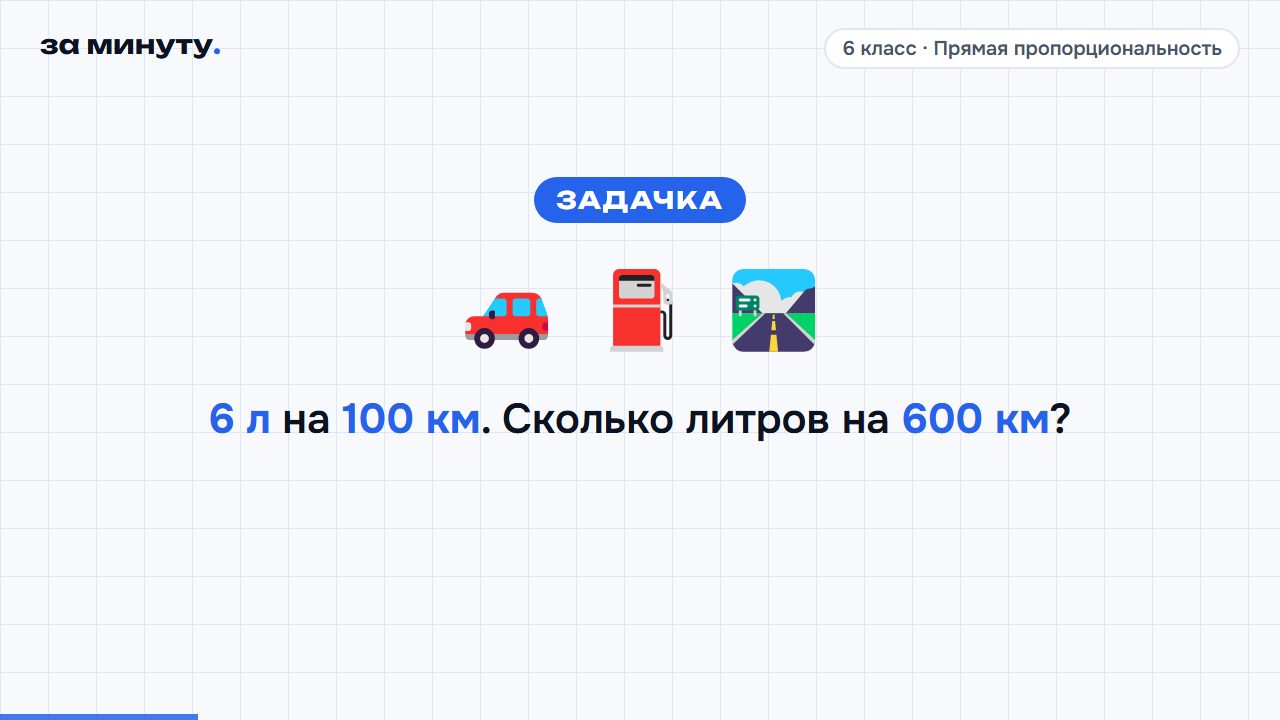 за минуту.
6 класс · Прямая пропорциональность
ЗАДАЧКА
6 л на 100 км. Сколько литров на 600 км?